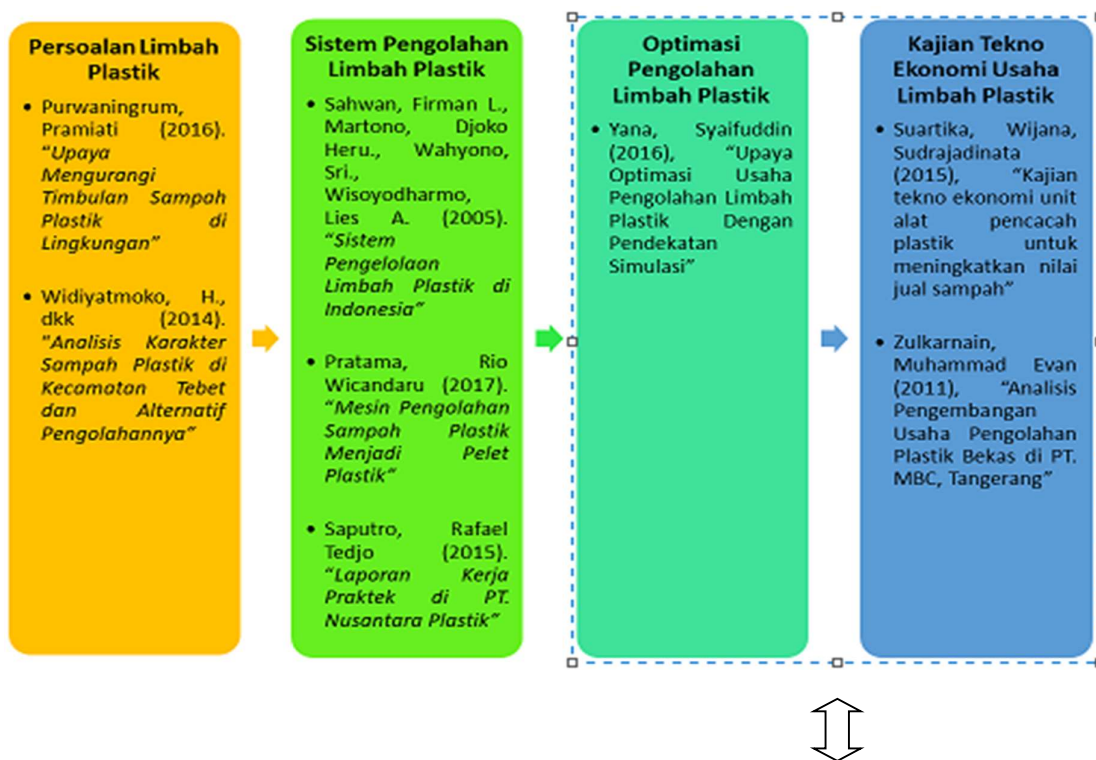 Persoalan Limbah
Plastik
• Purwaningrum,
Pramiati (2016).
"Upaya
Mengurangi
Timbulan Sampah
Plastik di
Lingkungan"
• Widiyatmoko, H.,
dkk (2014).
"Analisis Karakter
Sampah Plastik di
Kecamatan Tebet
dan Alternatif
Pengolahannya"
Sistem Pengolahan
Limbah Plastik
• Sahwan, Firman L.,
Martono, Djoko
Heru., Wahyono,
Sri.,
Wisoyodharmo,
Lies A. (2005).
"Sistem
Pengelolaan
Limbah Plastik di
Indonesia"
• Pratama, Rio
Wicandaru (2017).
"Mesin Pengolahan
Sampah Plastik
Menjadi Pelet
Plastik"
• Saputro, Rafael
Tedjo (2015).
"Laporan Kerja
Praktek di PT.
Nusantara Plastik"
Optimasi
Pengolahan
Limbah Plastik
• Yana, Syaifuddin
(2016), "Upaya
Optimasi Usaha
Pengolahan Limbah
Plastik Dengan
Pendekatan
Simulasi"
Kajian Tekno
Ekonomi Usaha
Limbah Plastik
• Suartika, Wijana,
Sudrajadinata
(2015), "Kajian
tekno ekonomi unit
alat pencacah
plastik untuk
meningkatkan nilai
jual sampah"
• Zulkarnain,
Muhammad Evan
(2011), "Analisis
Pengembangan
Usaha Pengolahan
Plastik Bekas di PT.
MBC, Tangerang"